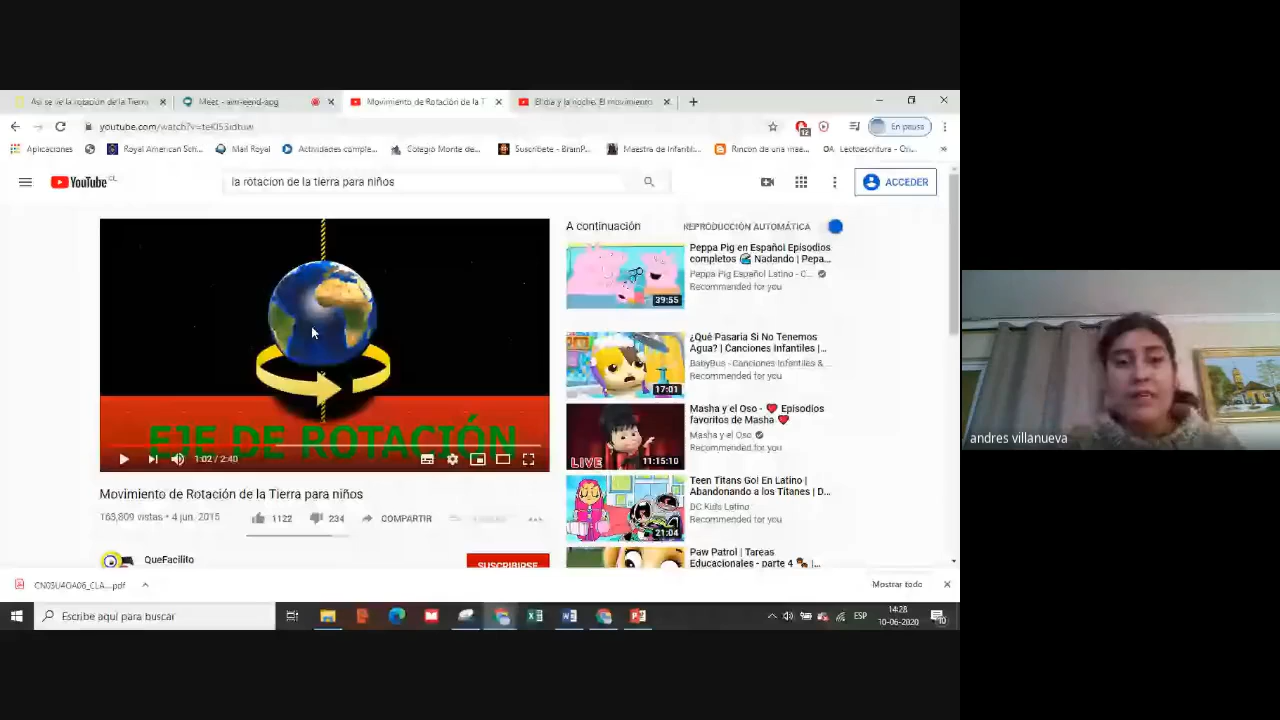 Así se ve la rotación de la Tierra
Meet - aim-iernd-apg
Movimiento de Rotación de la T
El día y la noche. El movimiento
Aplicaciones
Royal American Sch...
Mail Royal
Actividades comple...
Colegio Monte de...
Suscríbete - BrainP...
Maestra de Infantil...
Rincon de una mae...
Lectoescritura - On...
En pausa
YouTube CL
la rotacion de la tierra para niños
ACCEDER
EJE DE ROTACIÓN
1:02 / 2:40
Movimiento de Rotación de la Tierra para niños
163,809 vistas • 4 jun. 2015
1122
234
COMPARTIR
QueFacilito
SUSCRIBIRSE
A continuación
REPRODUCCIÓN AUTOMÁTICA
Peppa Pig en Español Episodios
completos 🌊 Nadando | Pepa...
Peppa Pig Español Latino - C...
Recommended for you
39:55
¿Qué Pasaría Si No Tenemos
Agua? | Canciones Infantiles |...
BabyBus - Canciones Infantiles & ...
Recommended for you
17:01
Masha y el Oso - ❤️ Episodios
favoritos de Masha ❤️
Masha y el Oso
Recommended for you
LIVE
11:15:10
Teen Titans Go! En Latino |
Abandonando a los Titanes | D...
DC Kids Latino
Recommended for you
21:04
Paw Patrol | Tareas
Educacionales - parte 4 🐾 |...
CN03U4OA06_CLA....pdf
Mostrar todo
Escribe aquí para buscar
ESP
14:28
10-06-2020
andres villanueva